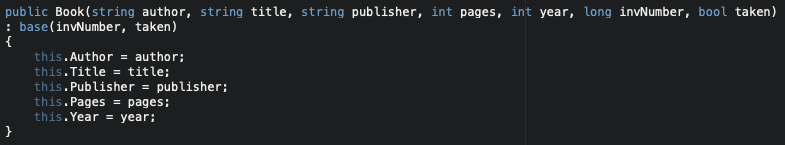 public Book(string author, string title, string publisher, int pages, int year, long invNumber, bool taken)
: base(invNumber, taken)
{
    this.Author = author;
    this.Title = title;
    this.Publisher = publisher;
    this.Pages = pages;
    this.Year = year;
}